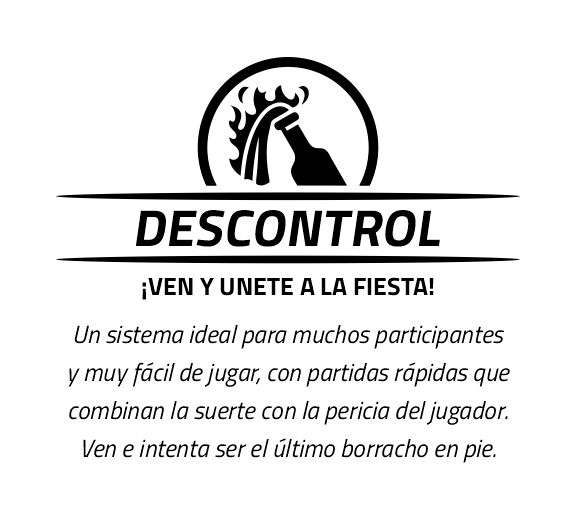 DESCONTROL
¡VEN Y UNETE A LA FIESTA!
Un sistema ideal para muchos participantes
y muy fácil de jugar, con partidas rápidas que
combinan la suerte con la pericia del jugador.
Ven e intenta ser el último borracho en pie.